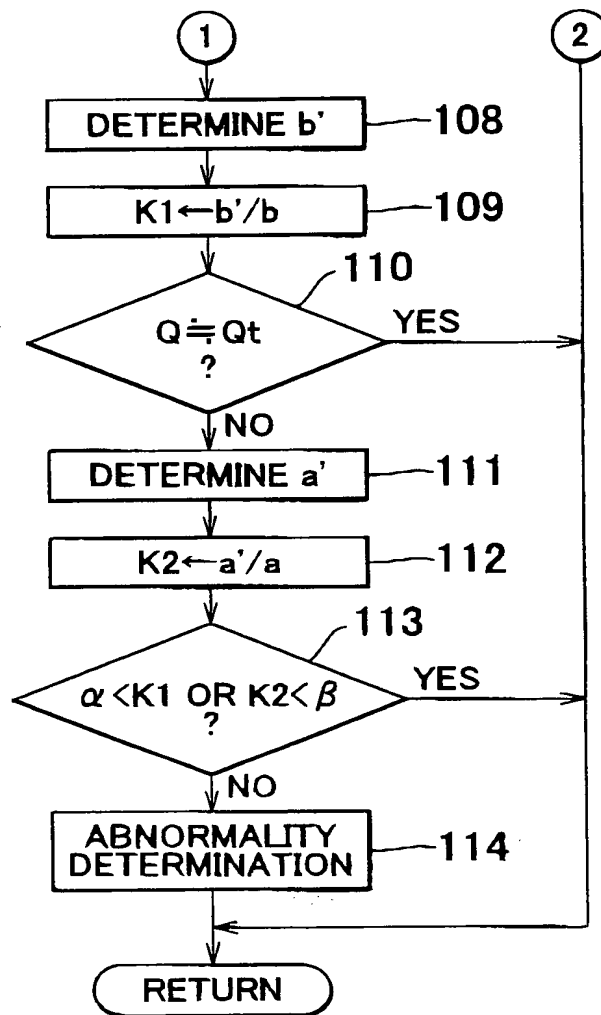 1
2
DETERMINE b'
108
K1←b'/b
109
110
Q≒Qt
?
YES
NO
DETERMINE a'
111
K2←a'/a
112
113
α<K1 OR K2<β
?
YES
NO
ABNORMALITY
DETERMINATION
114
RETURN